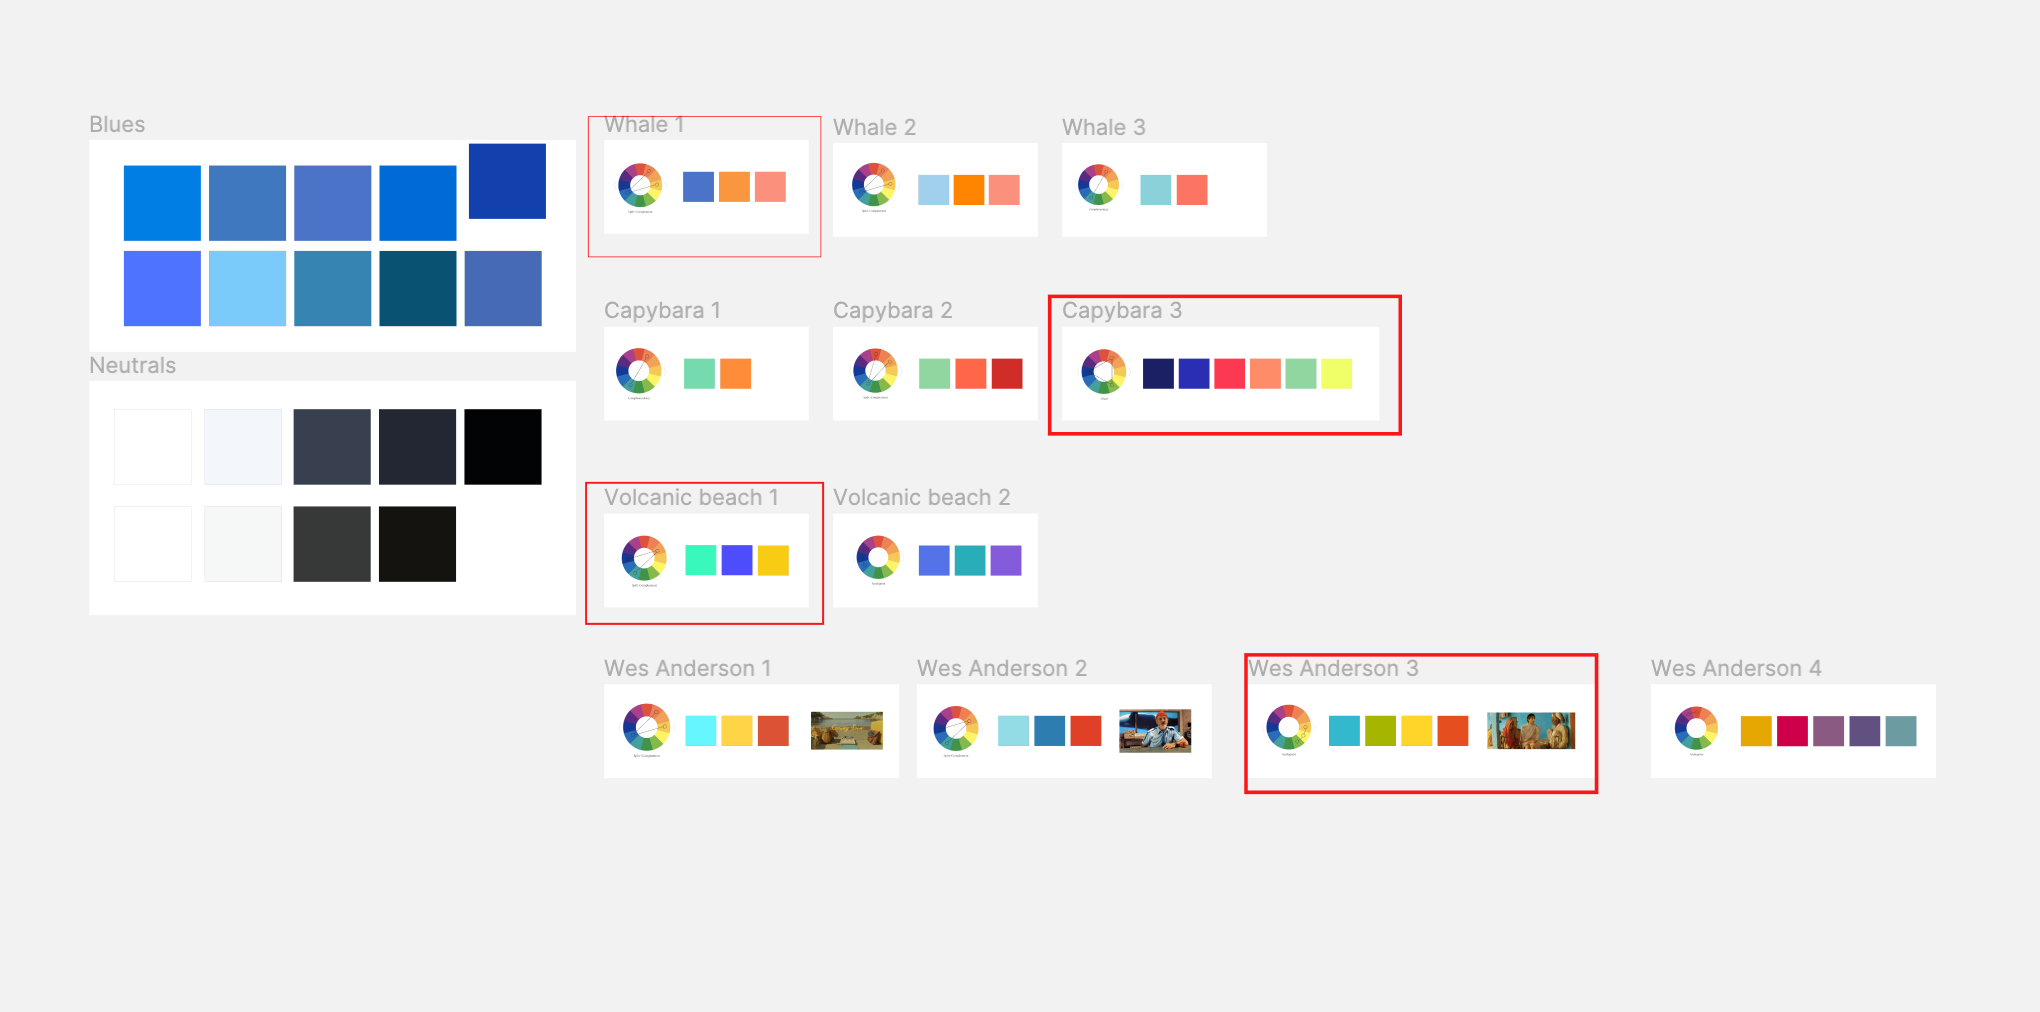 Blues
Whale 1
Whale 2
Whale 3
Capybara 1
Capybara 2
Capybara 3
Neutrals
Volcanic beach 1
Volcanic beach 2
Wes Anderson 1
Wes Anderson 2
Wes Anderson 3
Wes Anderson 4